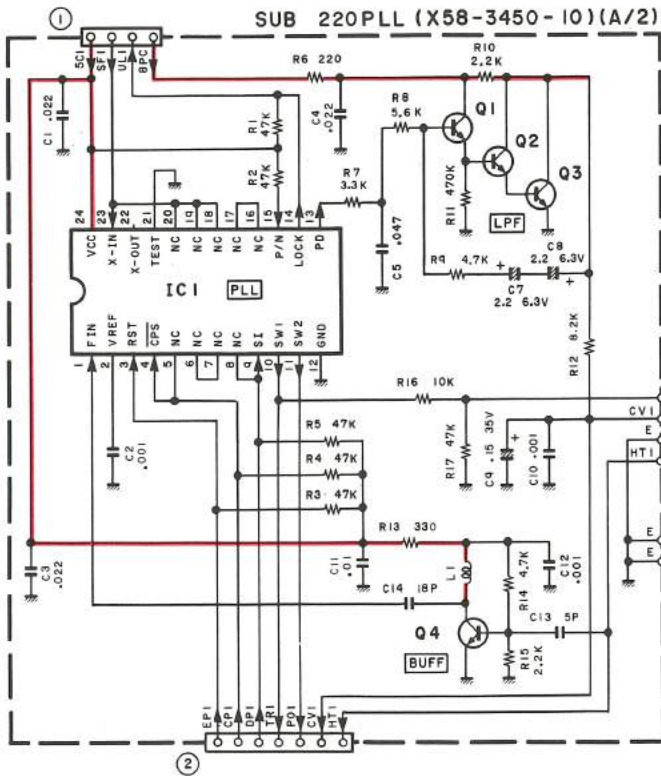 SUB 220PLL (X58-3450-10)(A/2)
1
5C1
SF1
UL1
8PC
R6 220
R10
2.2K
C1 .022
R1
47K
R2
47K
C4
.022
R8
5.6K
Q1
Q2
Q3
R7
3.3K
R11 470K
LPF
C5
.047
24
23
22
21
20
19
18
17
16
15
14
13
VCC
X-IN
X-OUT
TEST
NC
NC
NC
NC
NC
P/N
LOCK
PD
IC1 PLL
FIN
VREF
RST
CPS
NC
NC
NC
NC
SI
SW1
SW2
GND
1
2
3
4
5
6
7
8
9
10
11
12
R9 4.7K
C8
2.2 6.3V
+
+
C7
2.2 6.3V
R12 8.2K
R16 10K
CV1
E
HT1
R17 47K
C9 .15 35V
+
C10 .001
C2
.001
R5 47K
R4 47K
R3 47K
E
E
R13 330
C3
.022
C11
.01
L1
4.7K
R14
C12
.001
C14 18P
C13 5P
Q4
BUFF
R15
2.2K
EP1
CP1
DP1
TR1
PO1
CV1
HT1
2